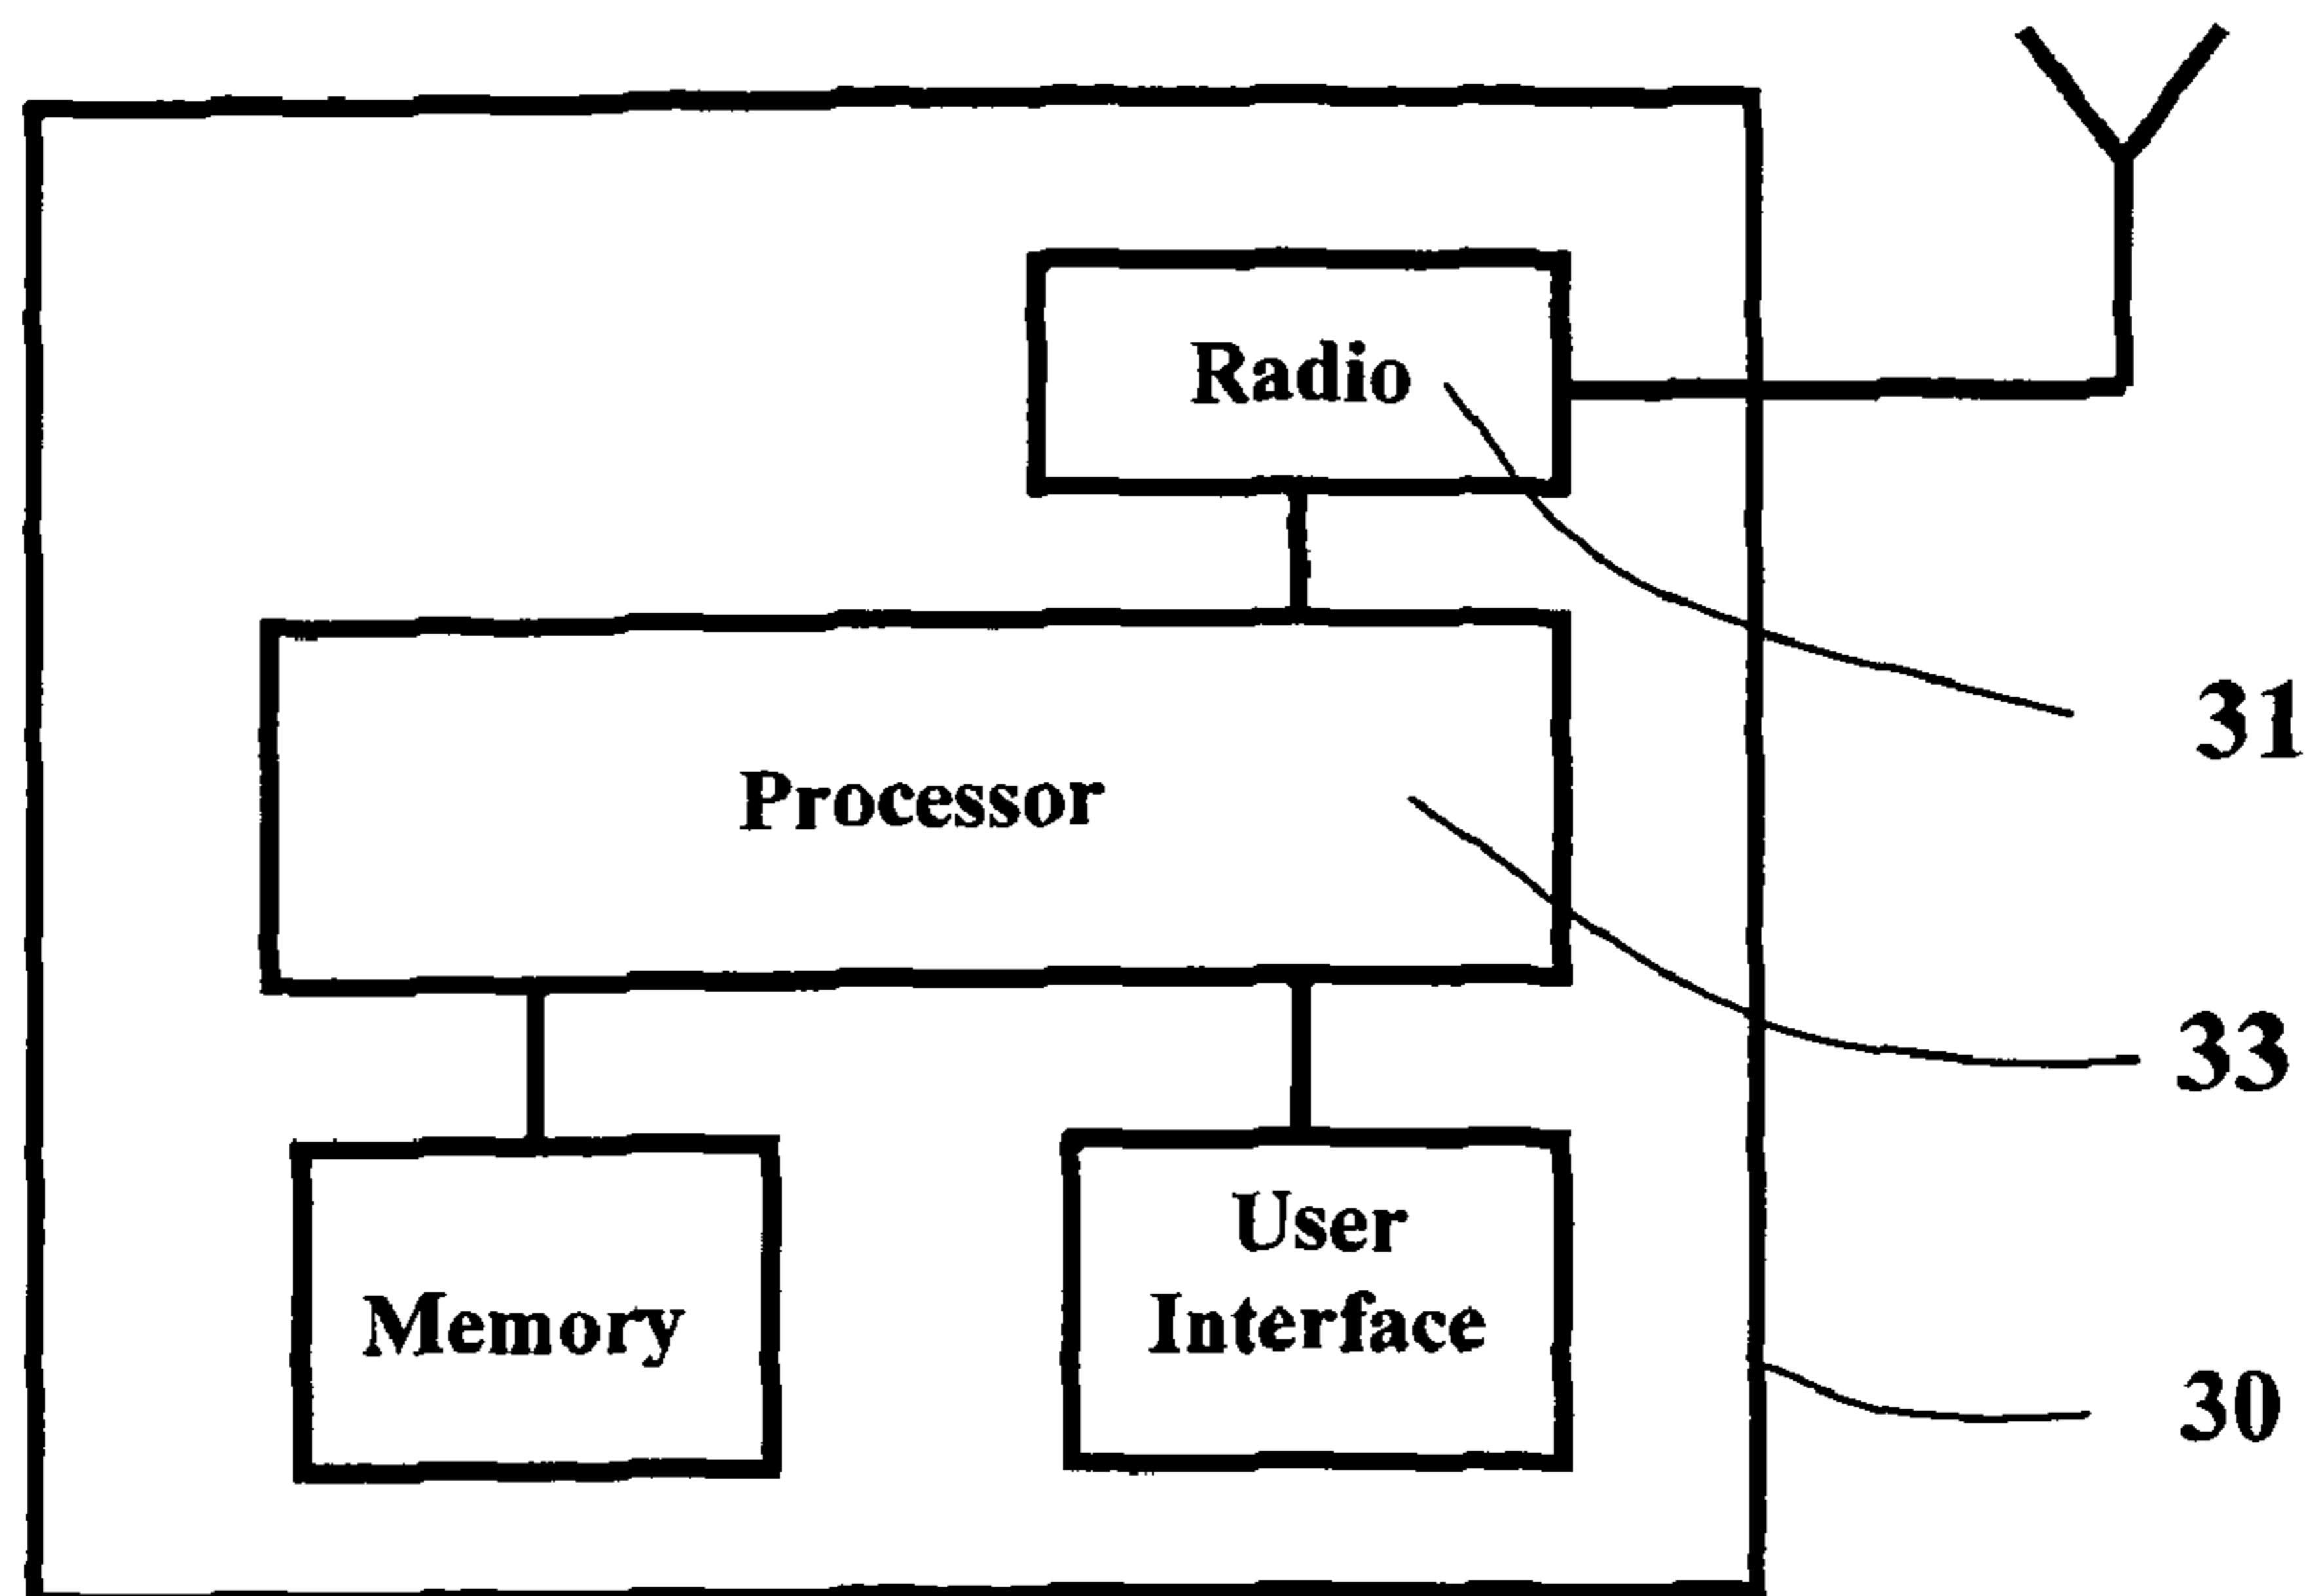 Radio
31
Processor
33
Memory
User
Interface
30